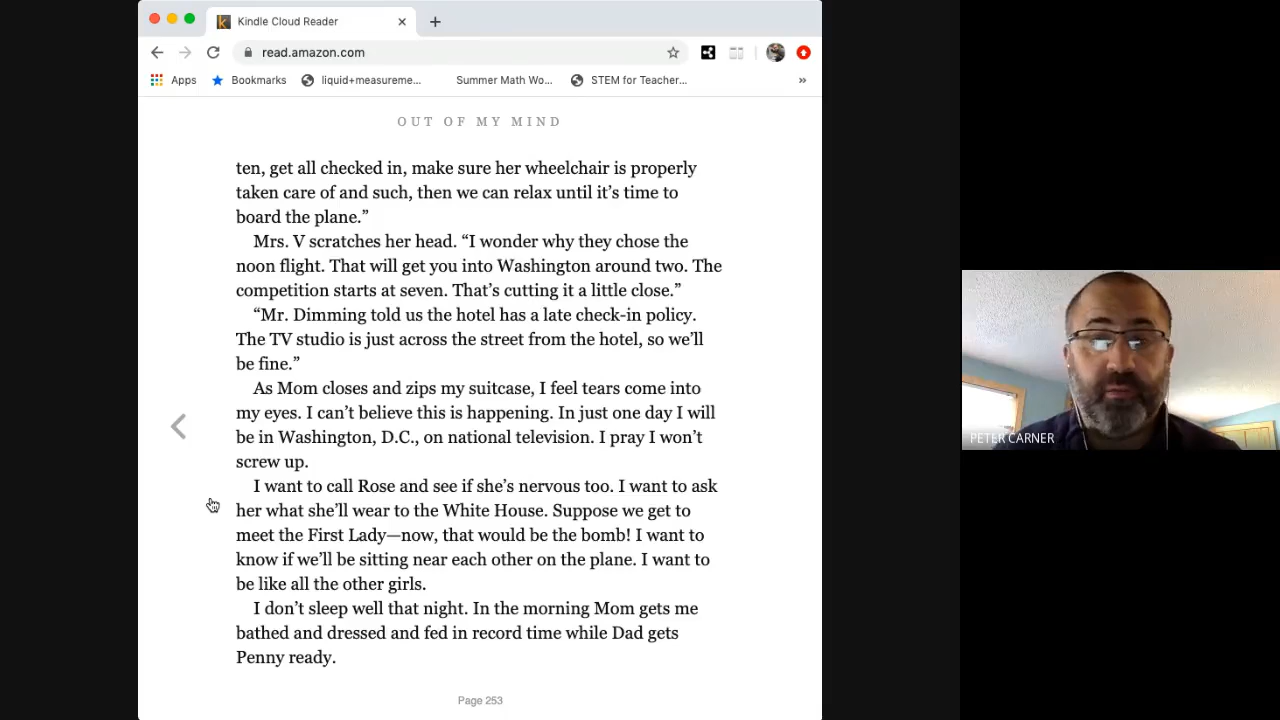 Kindle Cloud Reader
read.amazon.com
Apps Bookmarks liquid+measureme... Summer Math Wo... STEM for Teacher... »
OUT OF MY MIND
ten, get all checked in, make sure her wheelchair is properly
taken care of and such, then we can relax until it’s time to
board the plane.”
Mrs. V scratches her head. “I wonder why they chose the
noon flight. That will get you into Washington around two. The
competition starts at seven. That’s cutting it a little close.”
“Mr. Dimming told us the hotel has a late check-in policy.
The TV studio is just across the street from the hotel, so we’ll
be fine.”
As Mom closes and zips my suitcase, I feel tears come into
my eyes. I can’t believe this is happening. In just one day I will
be in Washington, D.C., on national television. I pray I won’t
screw up.
I want to call Rose and see if she’s nervous too. I want to ask
her what she’ll wear to the White House. Suppose we get to
meet the First Lady—now, that would be the bomb! I want to
know if we’ll be sitting near each other on the plane. I want to
be like all the other girls.
I don’t sleep well that night. In the morning Mom gets me
bathed and dressed and fed in record time while Dad gets
Penny ready.
Page 253
PETER CARNER